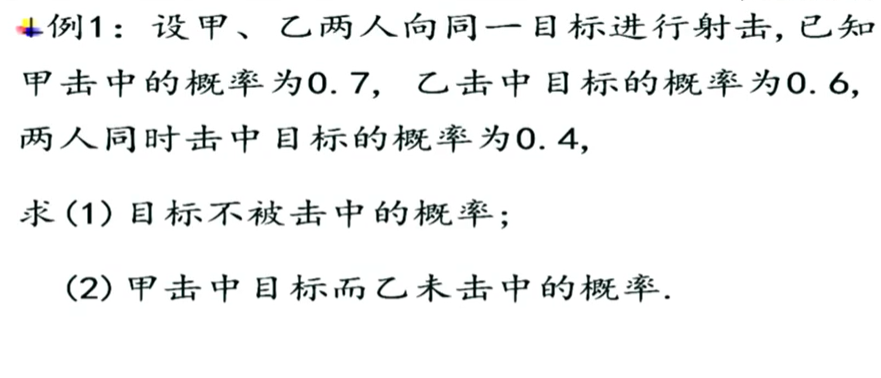 例1：设甲、乙两人向同一目标进行射击,已知
甲击中的概率为0.7, 乙击中目标的概率为0.6,
两人同时击中目标的概率为0.4,
求(1)目标不被击中的概率;
(2)甲击中目标而乙未击中的概率.